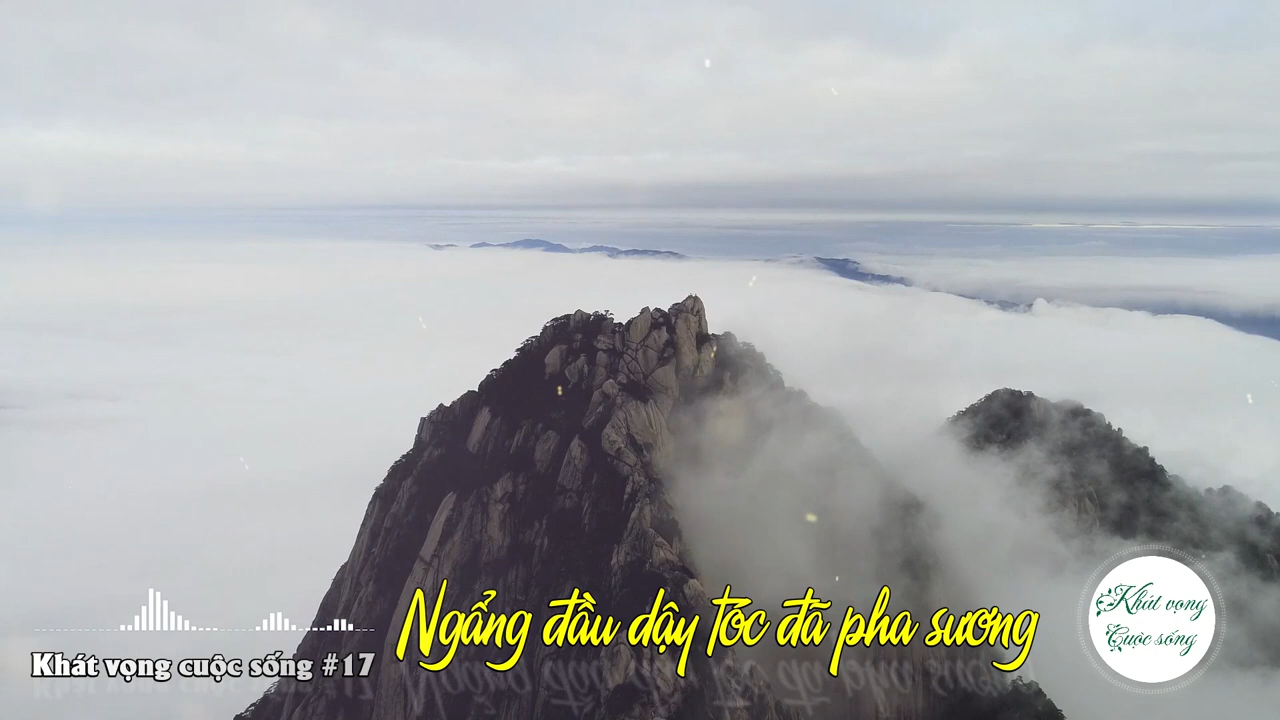 Ngẩng đầu dậy tóc đã pha sương
Khát vọng cuộc sống #17
Khát vọng
Cuộc sống